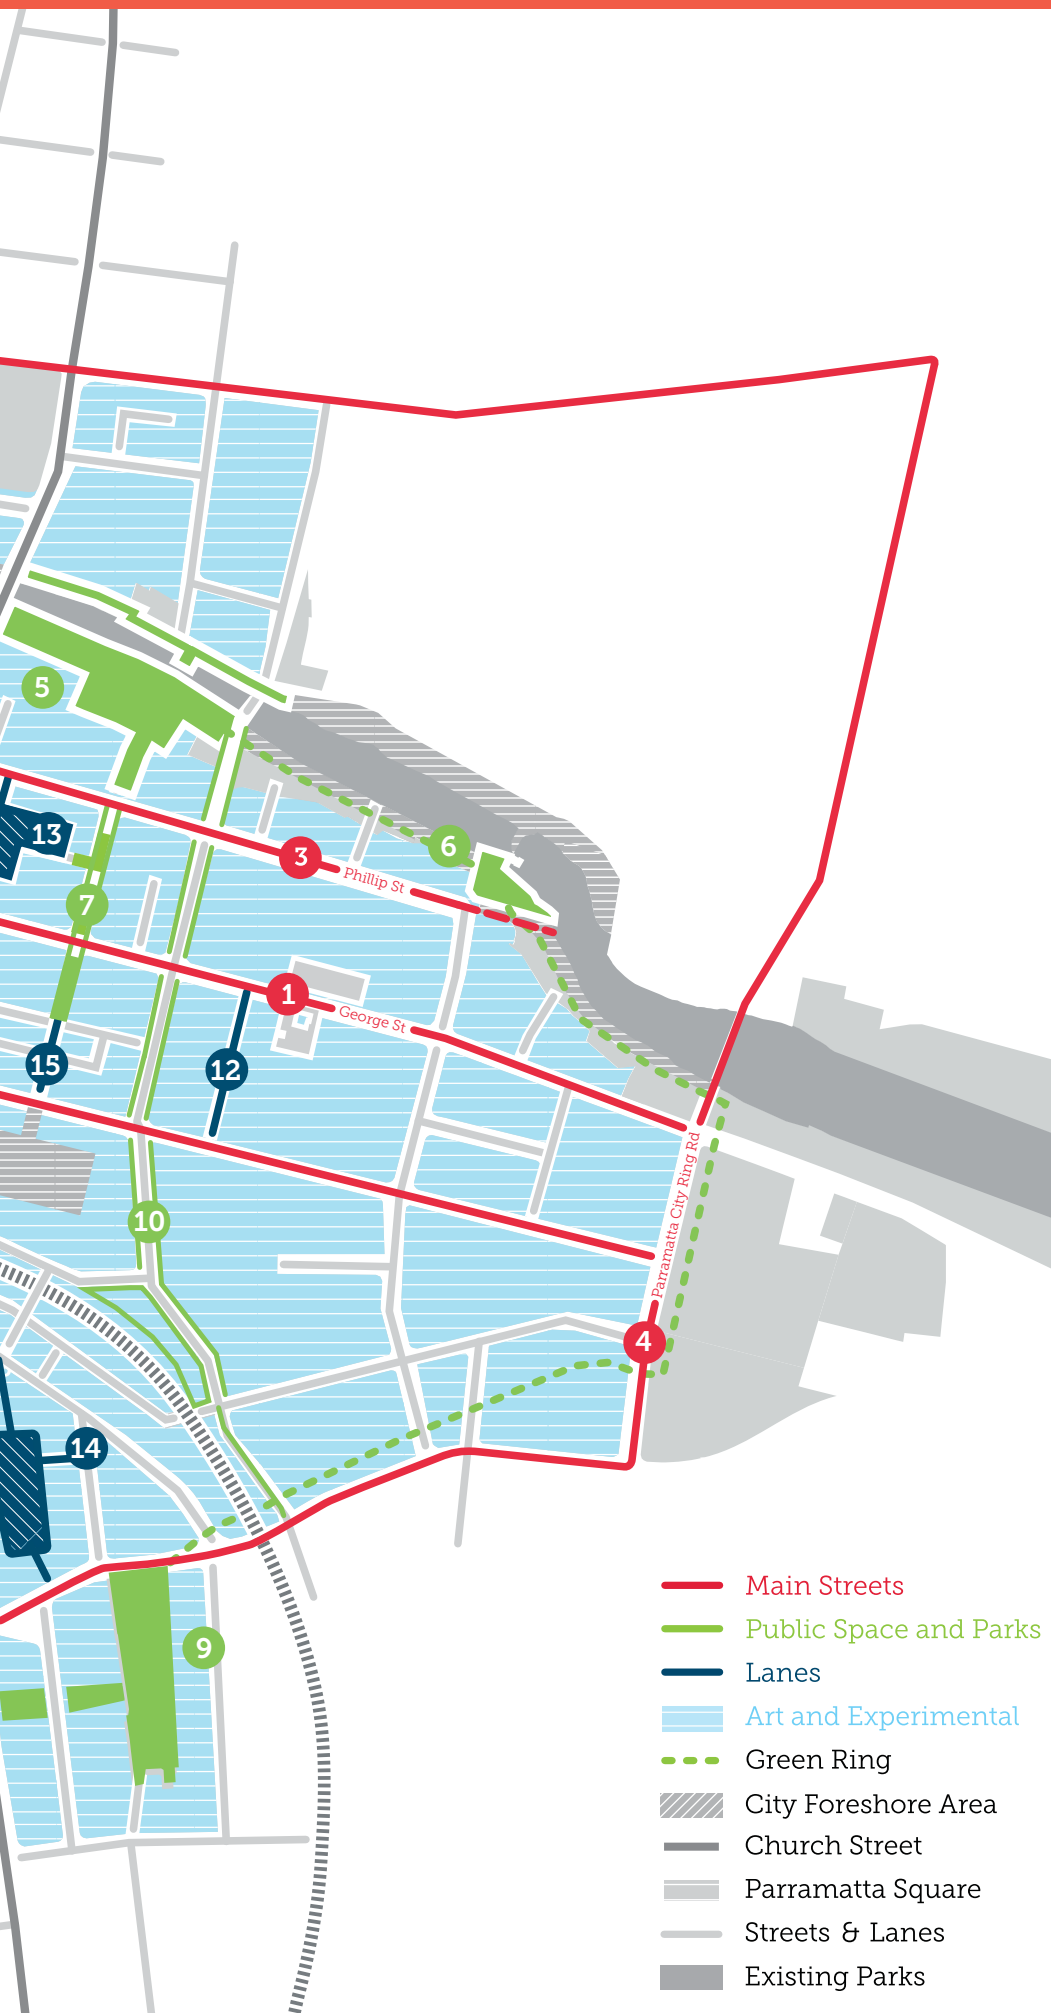 5
13
3
Phillip St
6
7
1
George St
15
12
Parramatta City Ring Rd
10
4
14
9
Main Streets
Public Space and Parks
Lanes
Art and Experimental
Green Ring
City Foreshore Area
Church Street
Parramatta Square
Streets & Lanes
Existing Parks